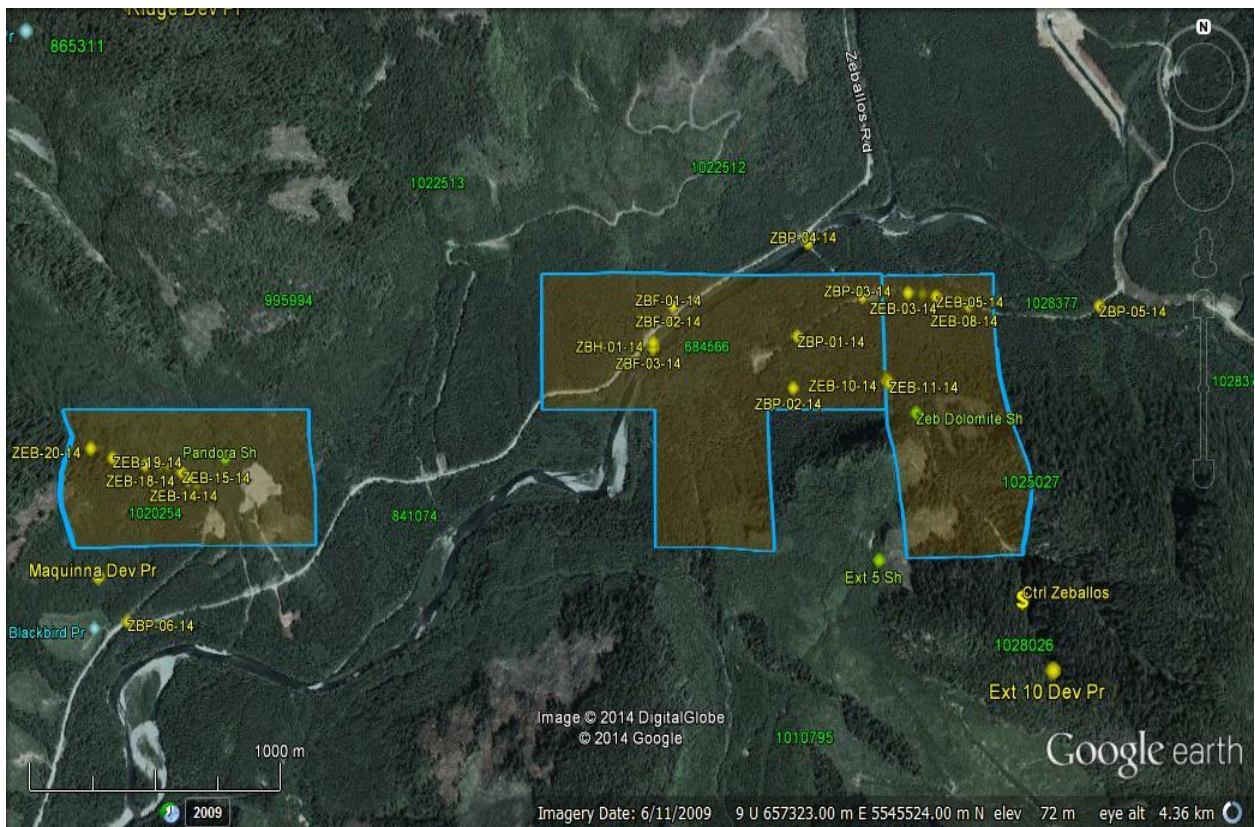 Ridge Dev Pr
Pr
865311
N
Zeballos Rd
1022513
1022512
ZBP-04-14
995994
ZBF-01-14
ZBF-02-14
ZBH-01-14
684566
ZBF-03-14
ZBP-03-14
ZEB-05-14
ZEB-03-14
ZEB-08-14
1028377
ZBP-05-14
ZBP-01-14
ZEB-10-14
ZEB-11-14
ZBP-02-14
102837
Zeb Dolomite Sh
ZEB-20-14
ZEB-19-14
Pandora Sh
ZEB-18-14
ZEB-15-14
ZEB-14-14
1020254
841074
1025027
Maquinna Dev Pr
Ext 5 Sh
$ Ctrl Zeballos
Blackbird Pr
ZBP-06-14
1028026
Ext 10 Dev Pr
Image © 2014 DigitalGlobe
© 2014 Google
1010795
Google earth
1000 m
2009
Imagery Date: 6/11/2009 9 U 657323.00 m E 5545524.00 m N elev 72 m eye alt 4.36 km